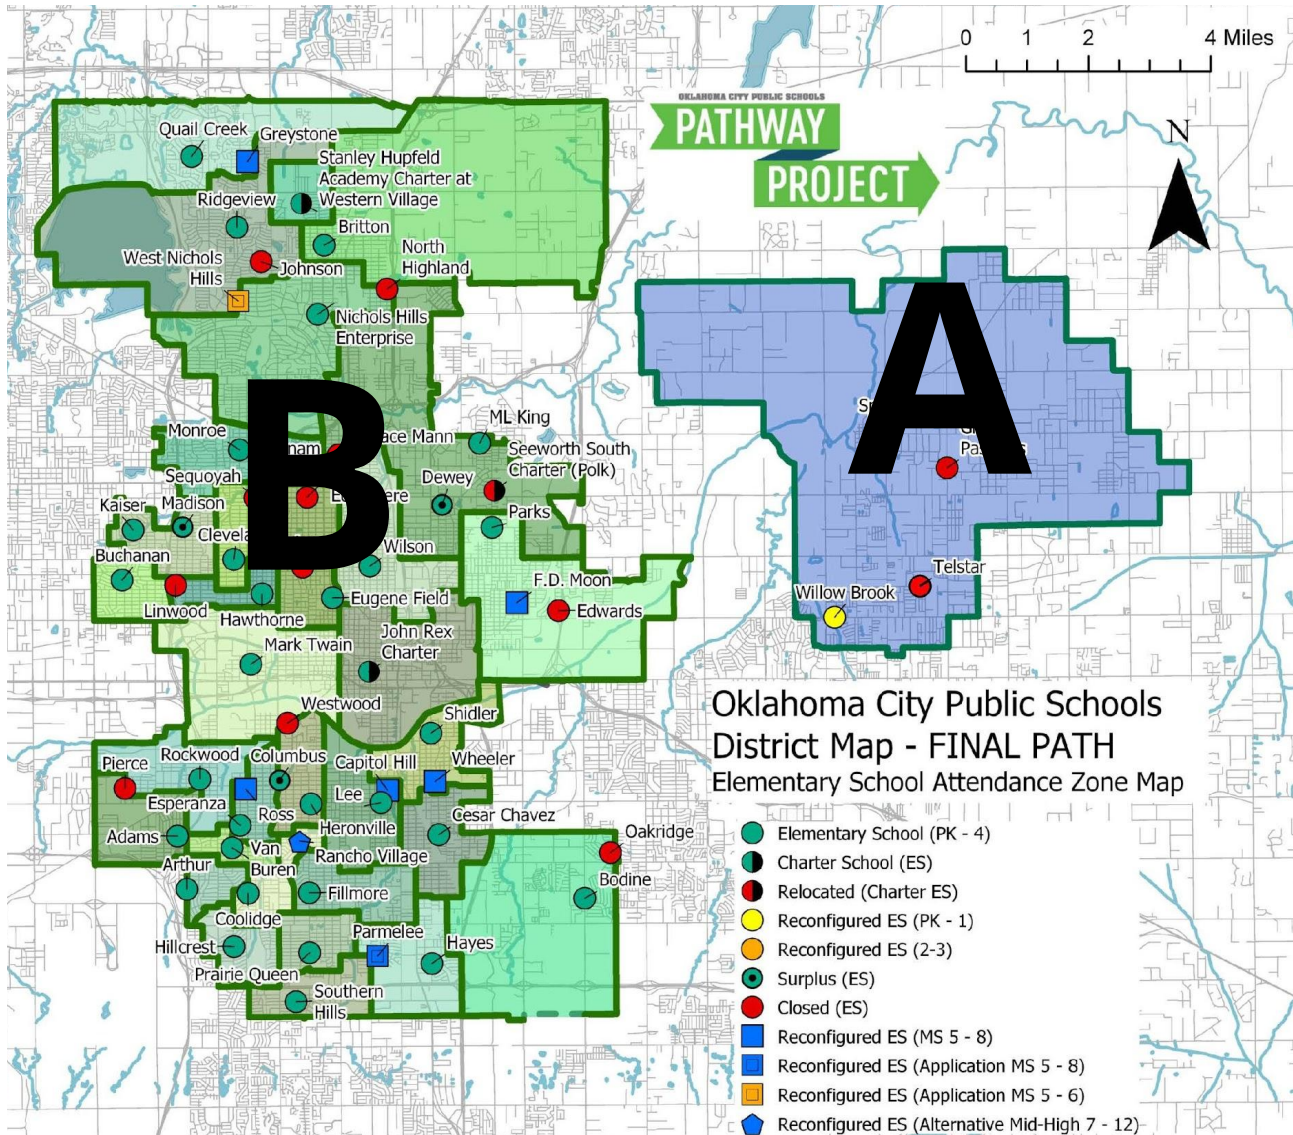 0 1 2 4 Miles
OKLAHOMA CITY PUBLIC SCHOOLS
PATHWAY
PROJECT
N
Quail Creek
Greystone
Stanley Hupfeld
Academy Charter at
Western Village
Ridgeview
Britton
West Nichols
Hills
Johnson
North
Highland
Nichols Hills
Enterprise
A
B
Monroe
ML King
Seeworth South
Charter (Polk)
Sequoyah
Dewey
Kaiser
Madison
Parks
Buchanan
Wilson
F.D. Moon
Edwards
Linwood
Hawthorne
Eugene Field
Telstar
Willow Brook
John Rex
Charter
Mark Twain
Westwood
Shidler
Oklahoma City Public Schools
District Map - FINAL PATH
Elementary School Attendance Zone Map
Pierce
Rockwood
Columbus
Capitol Hill
Wheeler
Esperanza
Ross
Lee
Cesar Chavez
Adams
Heronville
Oakridge
Arthur
Van
Buren
Rancho Village
Bodine
Fillmore
Coolidge
Hillcrest
Parmelee
Hayes
Prairie Queen
Southern
Hills
Elementary School (PK - 4)
Charter School (ES)
Relocated (Charter ES)
Reconfigured ES (PK - 1)
Reconfigured ES (2-3)
Surplus (ES)
Closed (ES)
Reconfigured ES (MS 5 - 8)
Reconfigured ES (Application MS 5 - 8)
Reconfigured ES (Application MS 5 - 6)
Reconfigured ES (Alternative Mid-High 7 - 12)